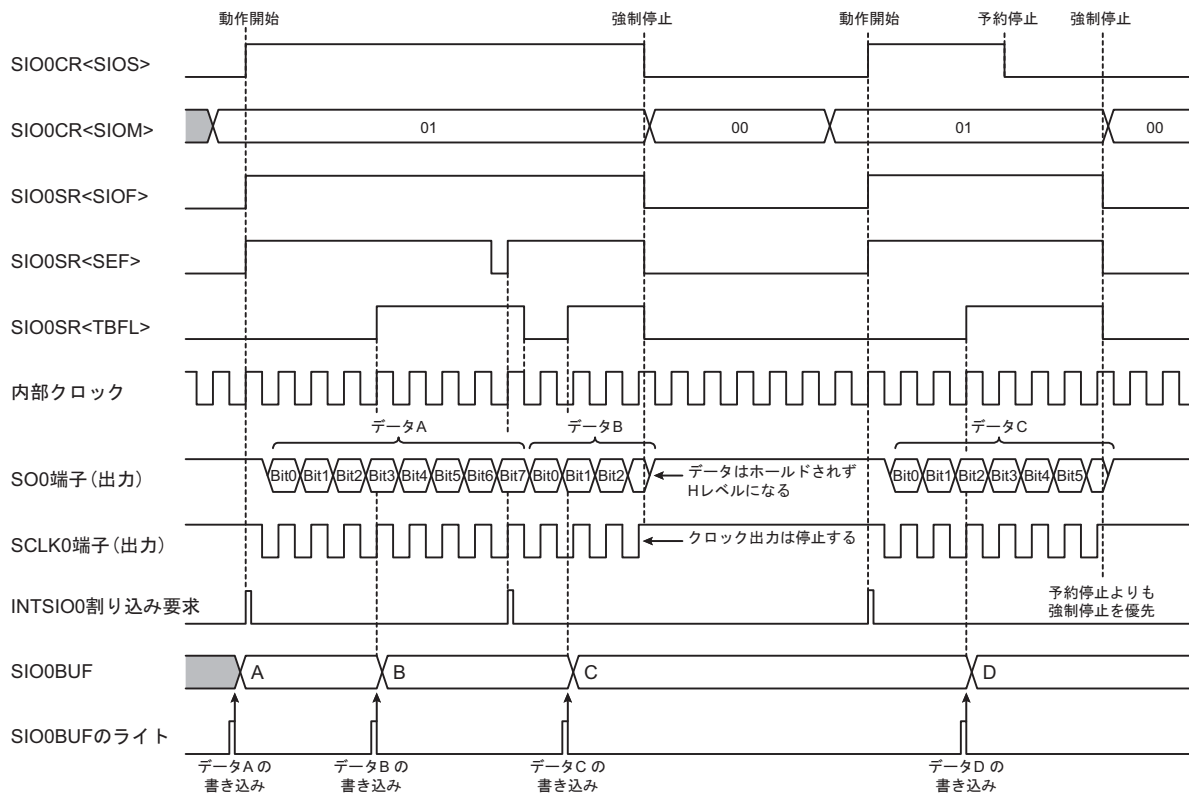 動作開始
強制停止
動作開始
予約停止
強制停止
SIO0CR<SIOS>
SIO0CR<SIOM>
01
00
01
00
SIO0SR<SIOF>
SIO0SR<SEF>
SIO0SR<TBFL>
内部クロック
データA
データB
データC
SO0端子(出力)
Bit0 Bit1 Bit2 Bit3 Bit4 Bit5 Bit6 Bit7 Bit0 Bit1 Bit2
データはホールドされず
Hレベルになる
Bit0 Bit1 Bit2 Bit3 Bit4 Bit5
SCLK0端子(出力)
クロック出力は停止する
INTSIO0割り込み要求
予約停止よりも
強制停止を優先
SIO0BUF
A
B
C
D
SIO0BUFのライト
データA の
書き込み
データB の
書き込み
データC の
書き込み
データD の
書き込み